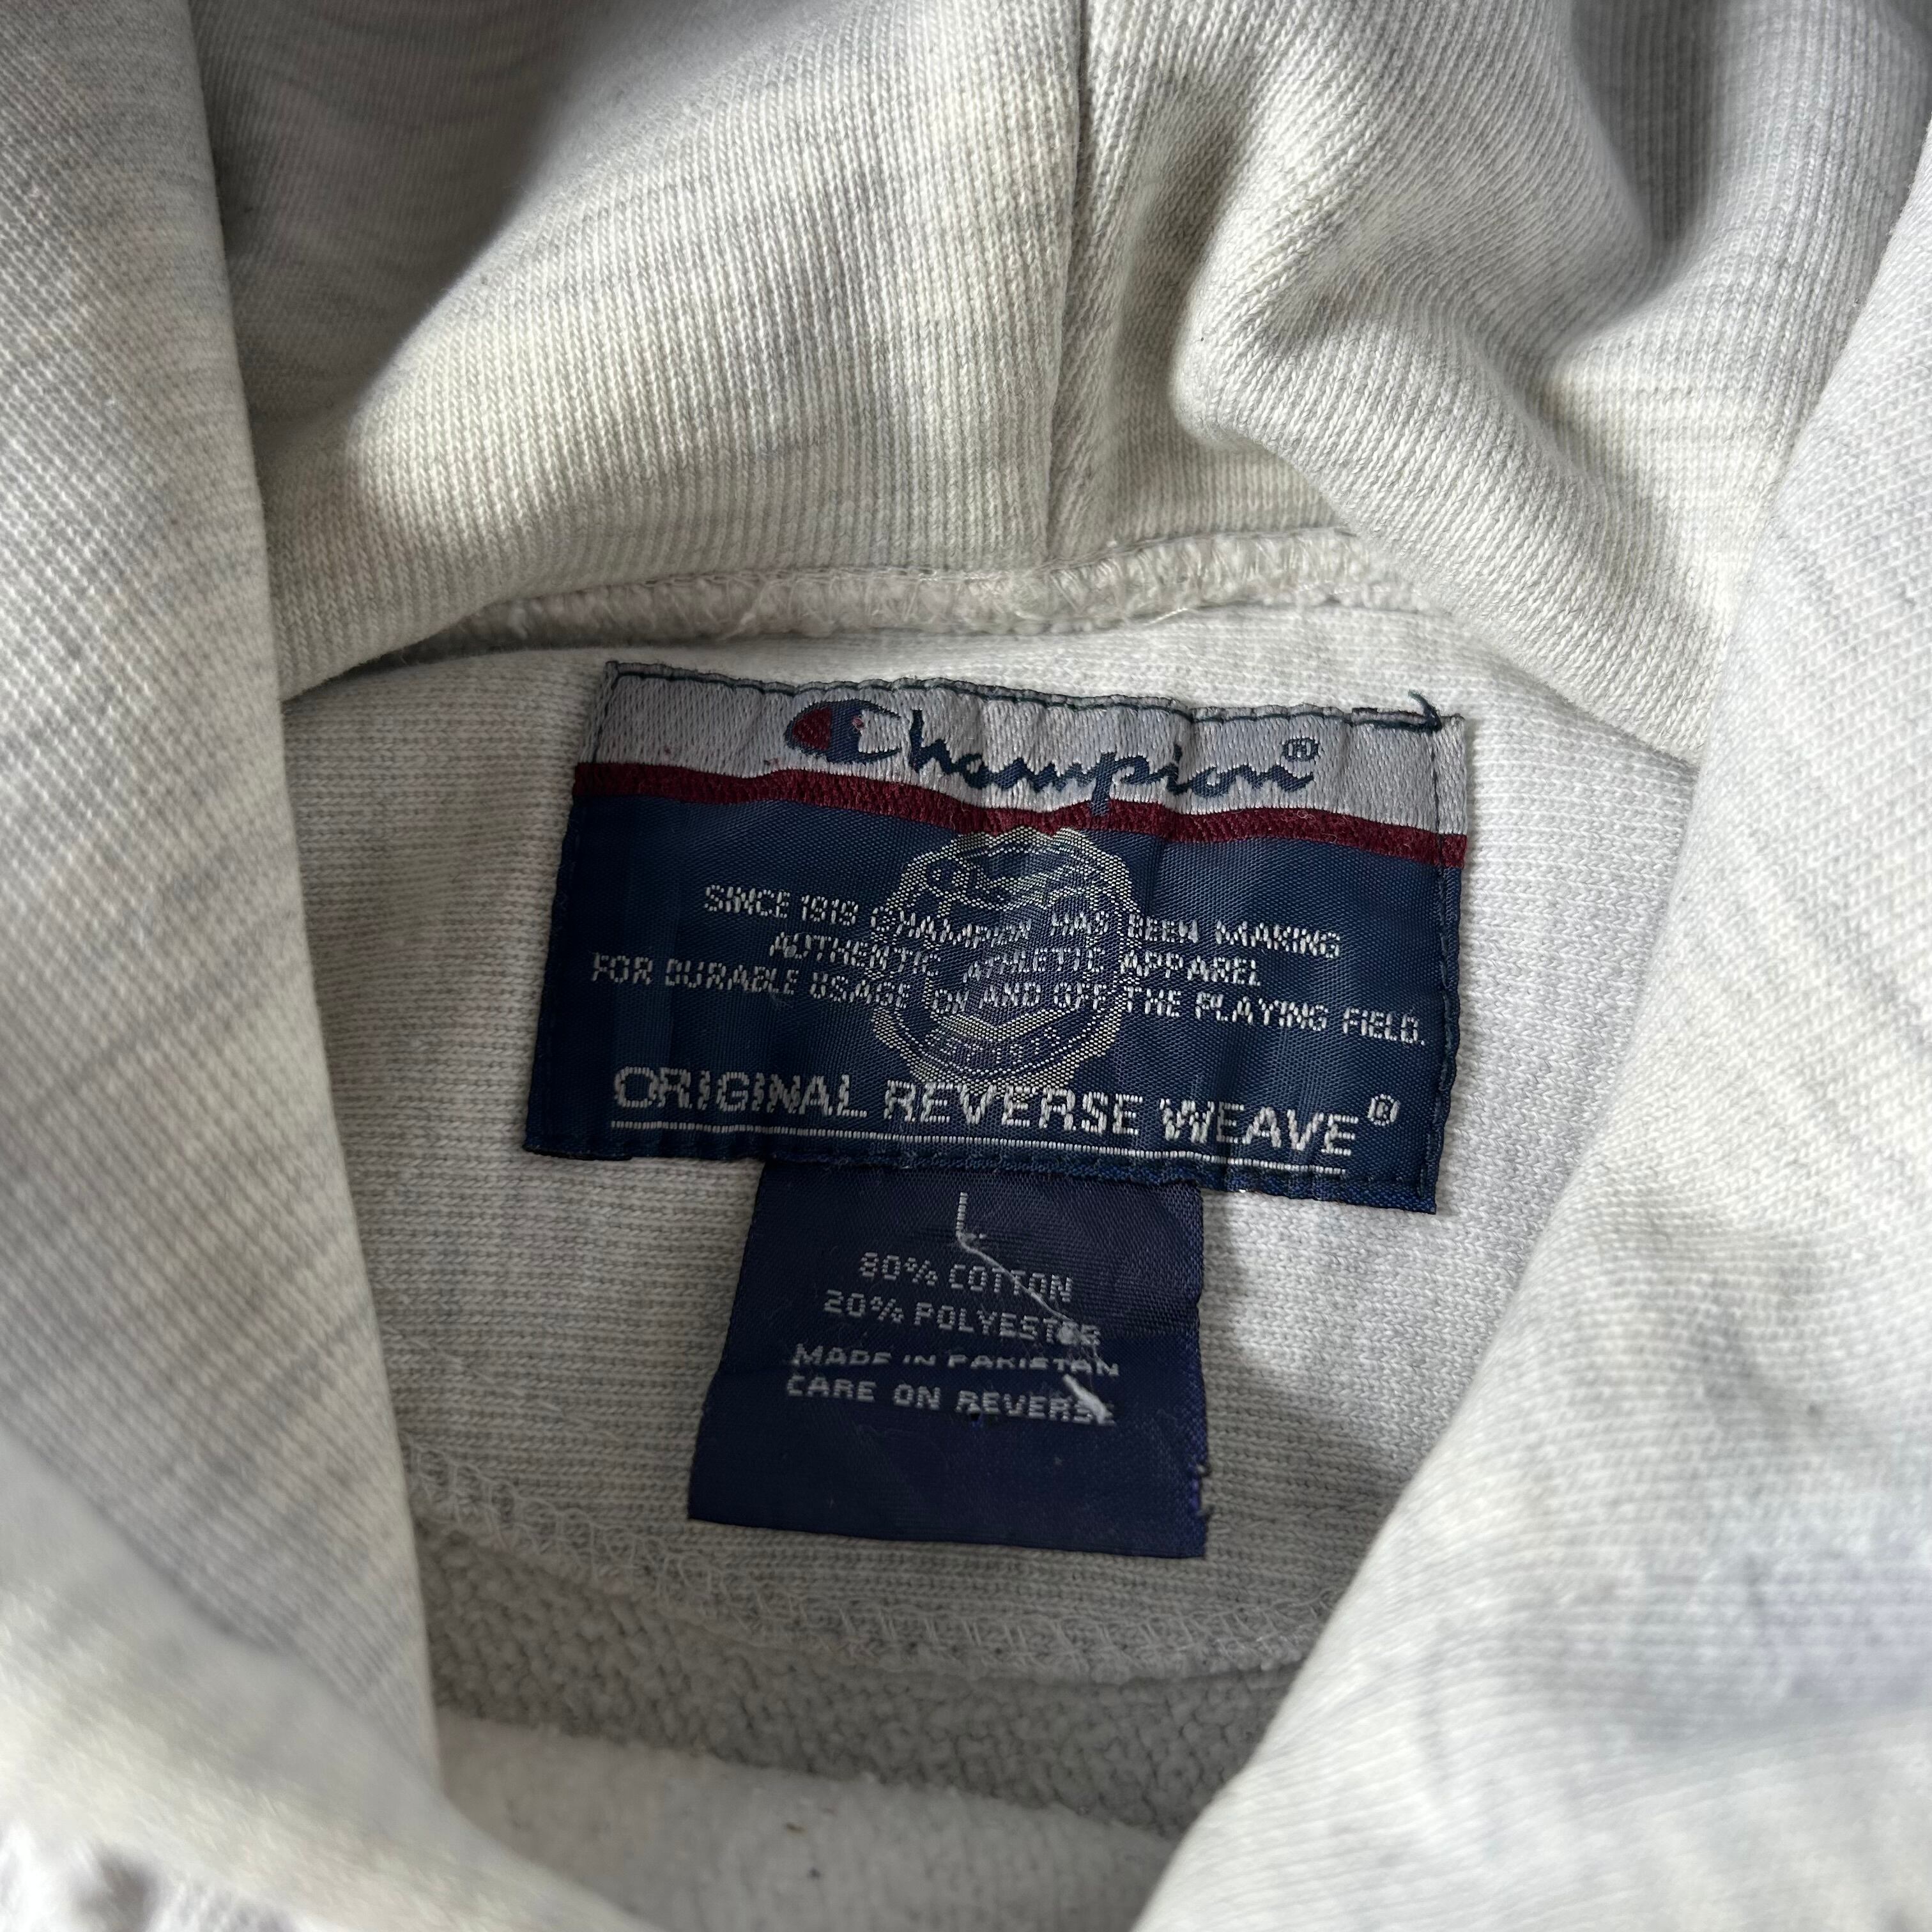 Champion®
SINCE 1919 CHAMPION HAS BEEN MAKING
AUTHENTIC ATHLETIC APPAREL
FOR DURABLE USAGE ON AND OFF THE PLAYING FIELD.
ORIGINAL REVERSE WEAVE®
L
80% COTTON
20% POLYESTER
MADE IN PAKISTAN
CARE ON REVERSE